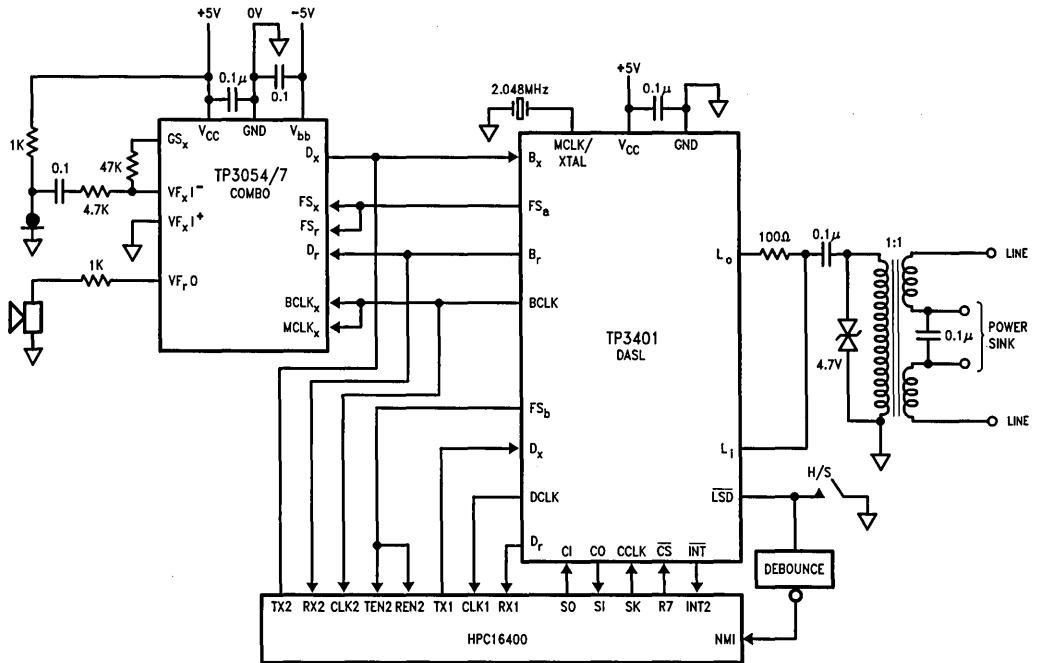 +5V 0V -5V
0.1μ
0.1
1K
GSx VCC GND Vbb
Dx
47K
0.1
4.7K
TP3054/7
COMBO
VFxI-
VFxI+
FSx
FSr
Dr
1K
VFrO
BCLKx
MCLKx
2.048MHz
+5V
0.1μ
MCLK/
XTAL
VCC GND
Bx
FSa
Br
BCLK
TP3401
DASL
FSb
Dx
DCLK
Dr
Lo
Li
LSD
100Ω
0.1μ
1:1
4.7V
LINE
0.1μ
POWER
SINK
LINE
H/S
DEBOUNCE
CI CO CCLK CS INT
TX2 RX2 CLK2 TEN2 REN2 TX1 CLK1 RX1 SO SI SK R7 INT2
HPC16400
NMI